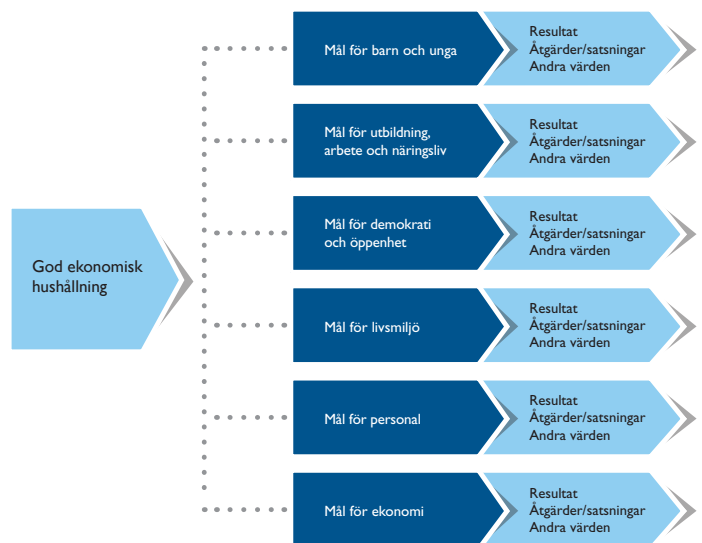 God ekonomisk
hushållning
Mål för barn och unga
Resultat
Åtgärder/satsningar
Andra värden
Mål för utbildning,
arbete och näringsliv
Resultat
Åtgärder/satsningar
Andra värden
Mål för demokrati
och öppenhet
Resultat
Åtgärder/satsningar
Andra värden
Mål för livsmiljö
Resultat
Åtgärder/satsningar
Andra värden
Mål för personal
Resultat
Åtgärder/satsningar
Andra värden
Mål för ekonomi
Resultat
Åtgärder/satsningar
Andra värden